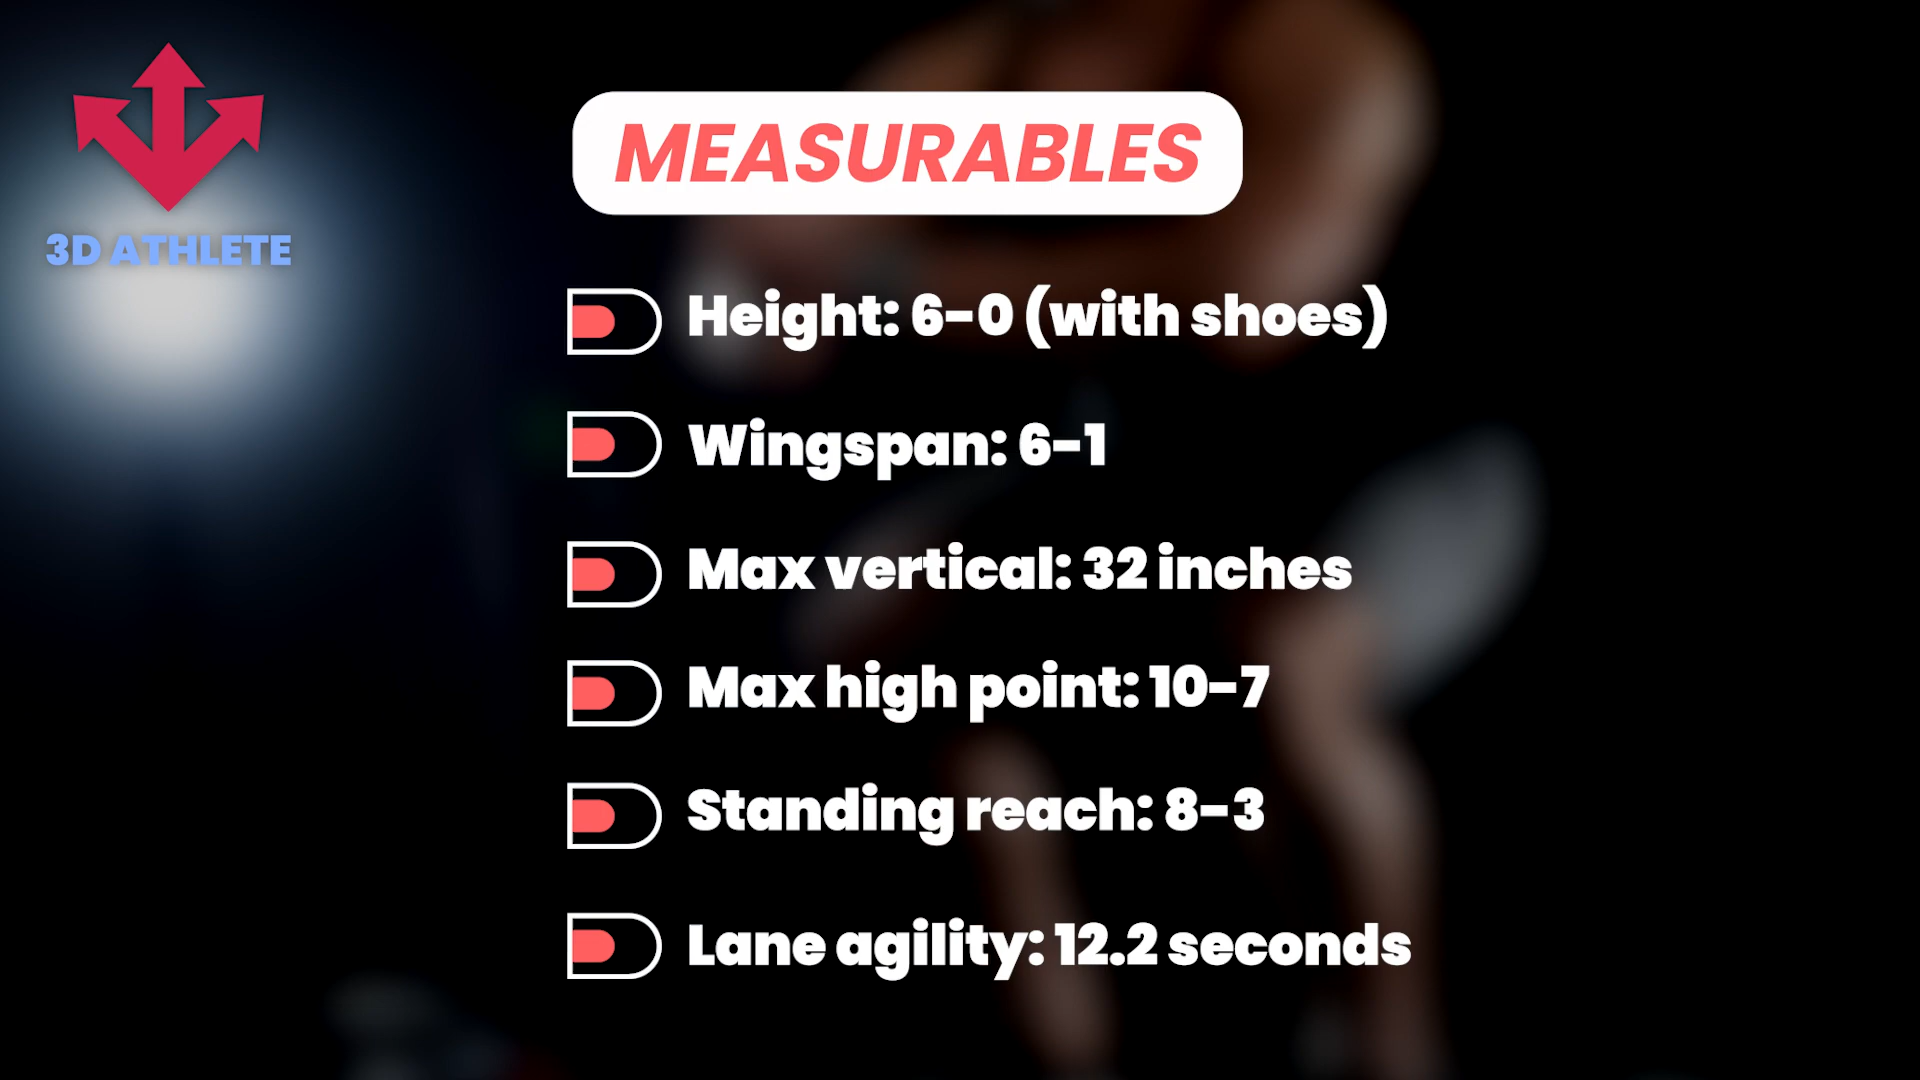 3D ATHLETE
MEASURABLES
Height: 6-0 (with shoes)
Wingspan: 6-1
Max vertical: 32 inches
Max high point: 10-7
Standing reach: 8-3
Lane agility: 12.2 seconds